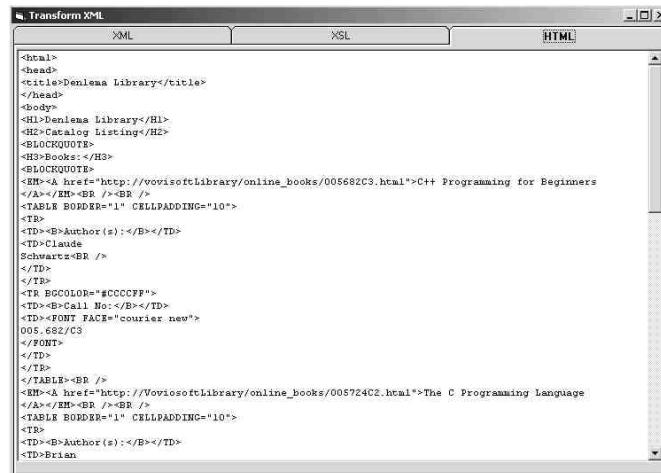 Transform XML
XML
XSL
HTML
<html>
<head>
<title>Denlema Library</title>
</head>
<body>
<H1>Denlema Library</H1>
<H2>Catalog Listing</H2>
<BLOCKQUOTE>
<H3>Books:</H3>
<BLOCKQUOTE>
<EM><A href="http://vovisoftLibrary/online_books/005682C3.html">C++ Programming for Beginners
</A></EM><BR /><BR />
<TABLE BORDER="1" CELLPADDING="10">
<TR>
<TD><B>Author(s):</B></TD>
<TD>Claude
Schwartz<BR />
</TD>
</TR>
<TR BGCOLOR="#CCCCFF">
<TD><B>Call No:</B></TD>
<TD><FONT FACE="courier new">
005.682/C3
</FONT>
</TD>
</TR>
</TABLE><BR />
<EM><A href="http://VoviosoftLibrary/online_books/005724C2.html">The C Programming Language
</A></EM><BR /><BR />
<TABLE BORDER="1" CELLPADDING="10">
<TR>
<TD><B>Author(s):</B></TD>
<TD>Brian